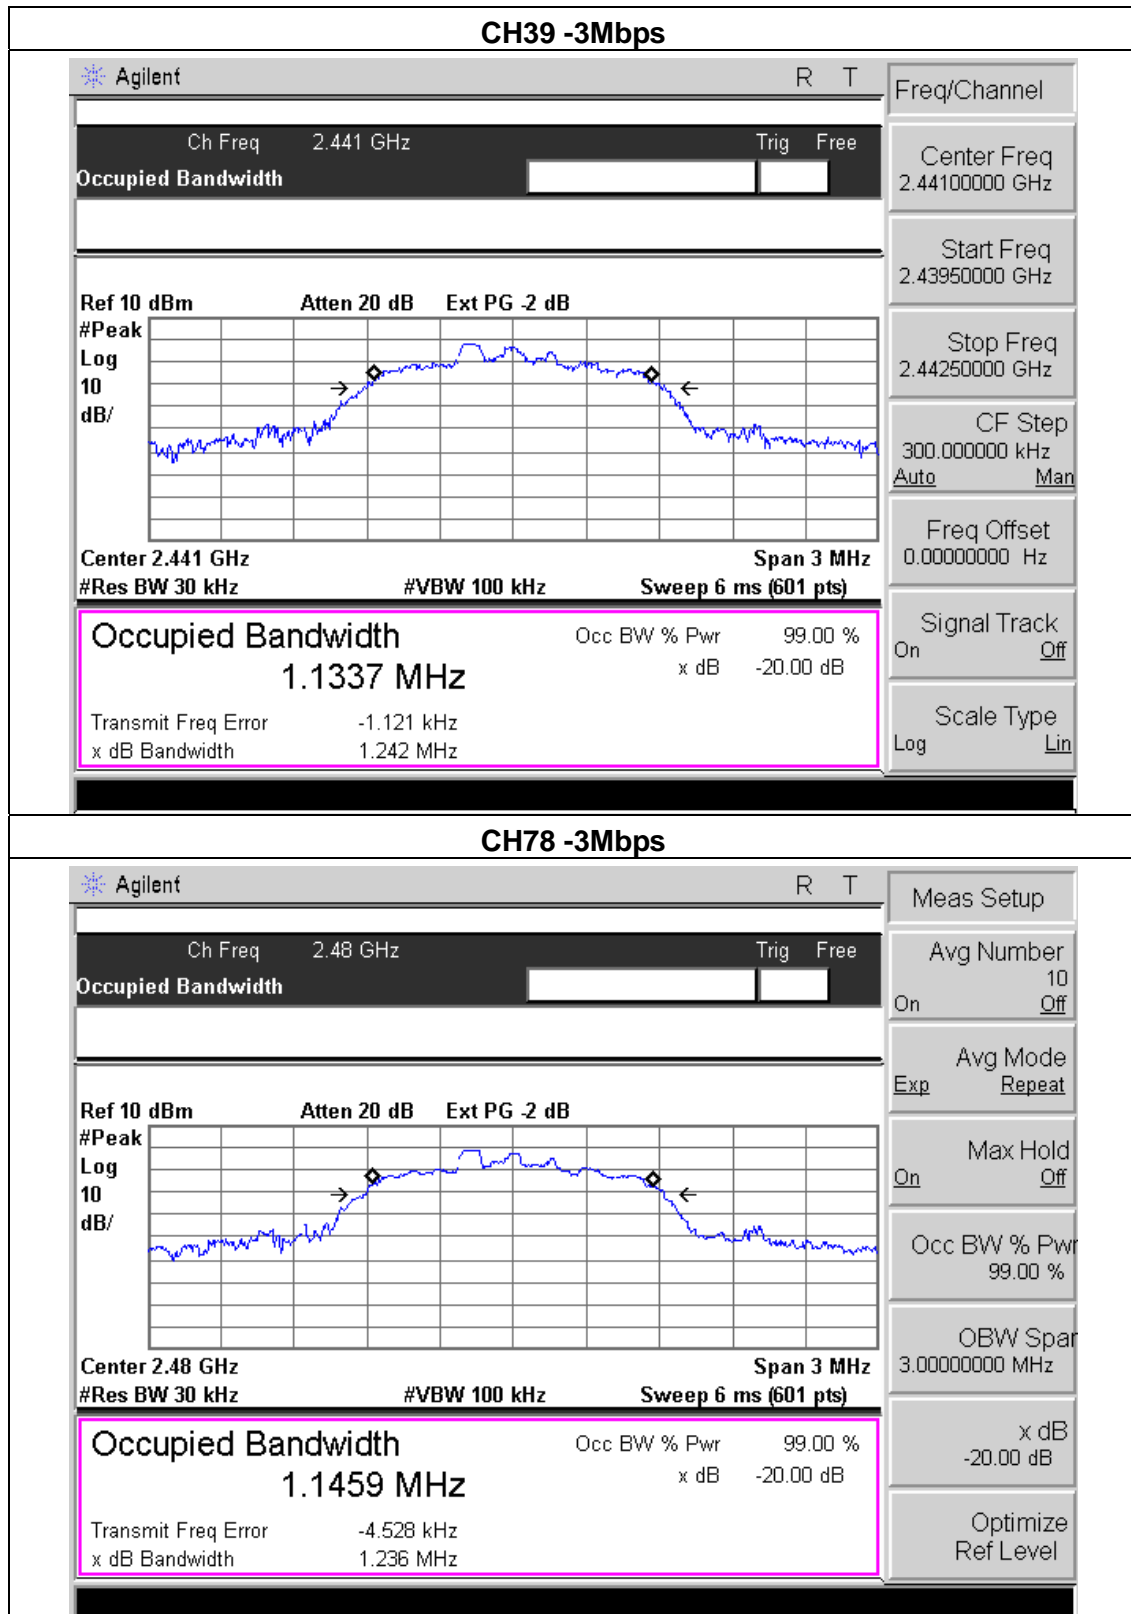 CH39 -3Mbps
Agilent R T
Freq/Channel
Ch Freq 2.441 GHz Trig Free
Occupied Bandwidth
Center Freq
2.44100000 GHz
Start Freq
2.43950000 GHz
Ref 10 dBm Atten 20 dB Ext PG -2 dB
#Peak
Log
10
dB/
Stop Freq
2.44250000 GHz
CF Step
300.000000 kHz
Auto Man
Freq Offset
0.00000000 Hz
Center 2.441 GHz Span 3 MHz
#Res BW 30 kHz #VBW 100 kHz Sweep 6 ms (601 pts)
Occupied Bandwidth Occ BW % Pwr 99.00 %
1.1337 MHz x dB -20.00 dB
Transmit Freq Error -1.121 kHz
x dB Bandwidth 1.242 MHz
Signal Track
On Off
Scale Type
Log Lin
CH78 -3Mbps
Agilent R T
Meas Setup
Ch Freq 2.48 GHz Trig Free
Occupied Bandwidth
Avg Number
10
On Off
Avg Mode
Exp Repeat
Ref 10 dBm Atten 20 dB Ext PG -2 dB
#Peak
Log
10
dB/
Max Hold
On Off
Occ BW % Pwr
99.00 %
OBW Span
3.00000000 MHz
Center 2.48 GHz Span 3 MHz
#Res BW 30 kHz #VBW 100 kHz Sweep 6 ms (601 pts)
Occupied Bandwidth Occ BW % Pwr 99.00 %
1.1459 MHz x dB -20.00 dB
Transmit Freq Error -4.528 kHz
x dB Bandwidth 1.236 MHz
x dB
-20.00 dB
Optimize
Ref Level